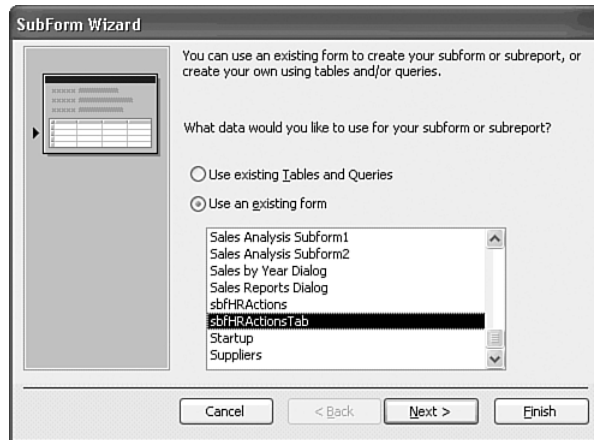 SubForm Wizard
You can use an existing form to create your subform or subreport, or
create your own using tables and/or queries.
What data would you like to use for your subform or subreport?
Use existing Tables and Queries
Use an existing form
Sales Analysis Subform1
Sales Analysis Subform2
Sales by Year Dialog
Sales Reports Dialog
sbfHRActions
sbfHRActionsTab
Startup
Suppliers
Cancel
< Back
Next >
Finish